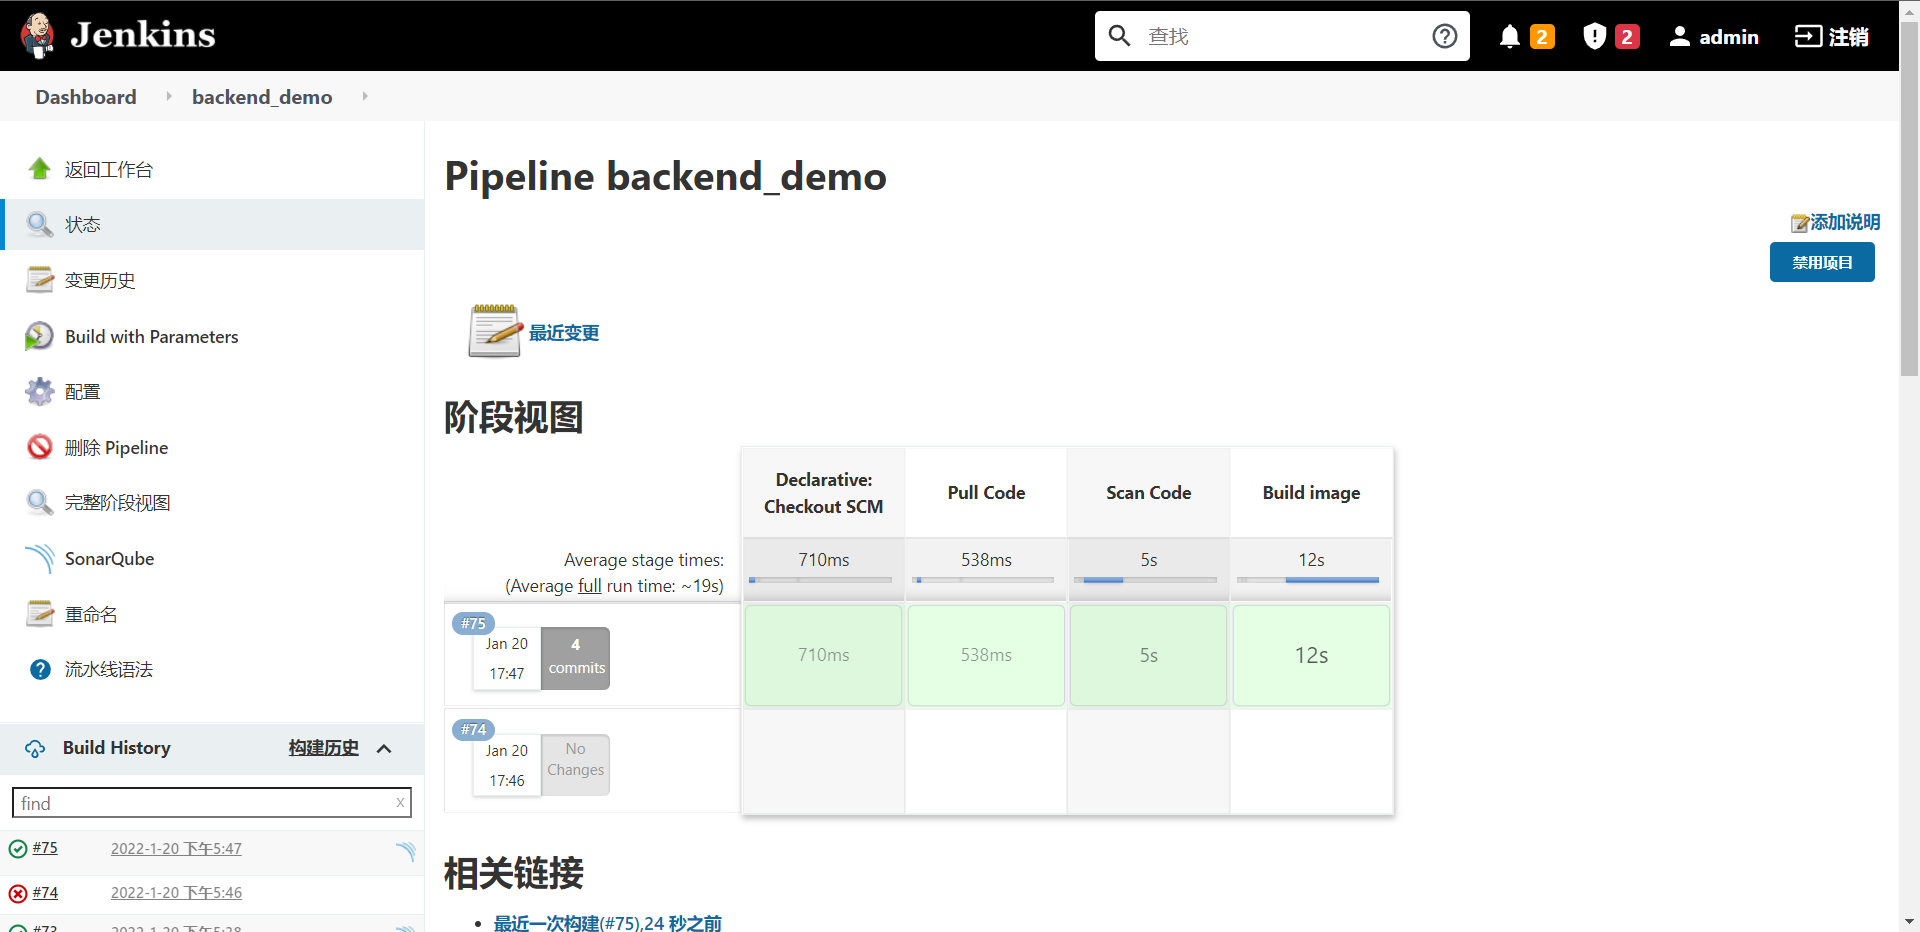 Jenkins
查找
2
2
admin
注销
Dashboard
backend_demo
返回工作台
状态
变更历史
Build with Parameters
配置
删除 Pipeline
完整阶段视图
SonarQube
重命名
流水线语法
Build History
构建历史
find
x
#75
2022-1-20 下午5:47
#74
2022-1-20 下午5:46
#73
2022-1-20 下午5:38
Pipeline backend_demo
添加说明
禁用项目
最近变更
阶段视图
Declarative:
Checkout SCM
Pull Code
Scan Code
Build image
Average stage times:
(Average full run time: ~19s)
710ms
538ms
5s
12s
#75
Jan 20
17:47
4
commits
710ms
538ms
5s
12s
#74
Jan 20
17:46
No
Changes
相关链接
最近一次构建(#75),24 秒之前